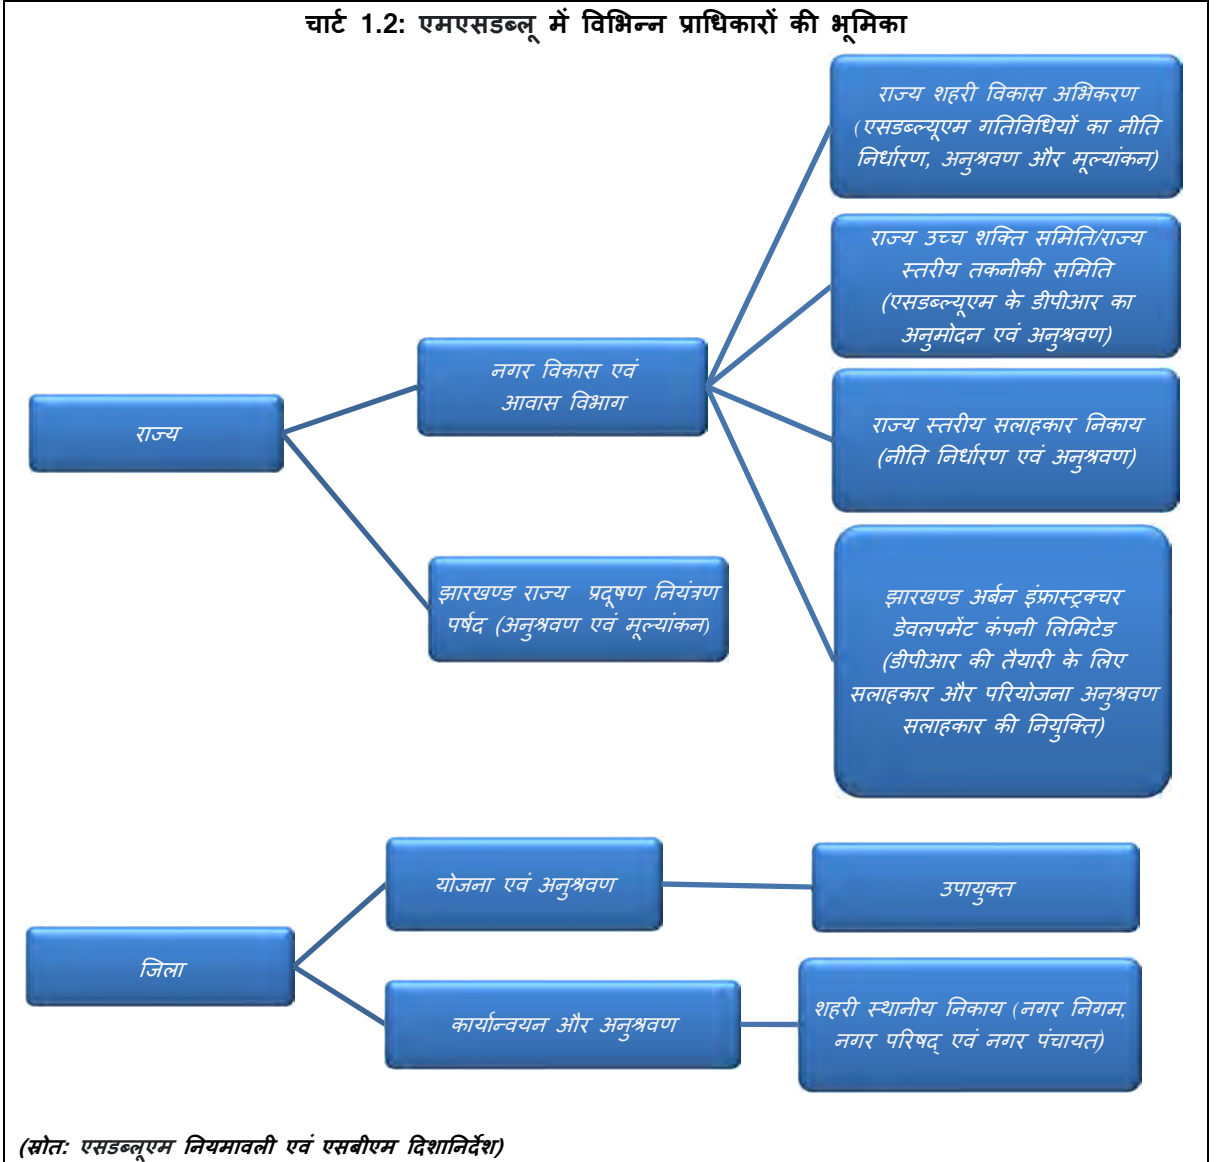 चार्ट 1.2: एमएसडब्लू में विभिन्न प्राधिकारों की भूमिका
राज्य शहरी विकास अभिकरण
(एसडब्ल्यूएम गतिविधियों का नीति
निर्धारण, अनुश्रवण और मूल्यांकन)
राज्य उच्च शक्ति समिति/राज्य
स्तरीय तकनीकी समिति
(एसडब्ल्यूएम के डीपीआर का
अनुमोदन एवं अनुश्रवण)
नगर विकास एवं
आवास विभाग
राज्य
राज्य स्तरीय सलाहकार निकाय
(नीति निर्धारण एवं अनुश्रवण)
झारखण्ड राज्य प्रदूषण नियंत्रण
पर्षद (अनुश्रवण एवं मूल्यांकन)
झारखण्ड अर्बन इंफ्रास्ट्रक्चर
डेवलपमेंट कंपनी लिमिटेड
(डीपीआर की तैयारी के लिए
सलाहकार और परियोजना अनुश्रवण
सलाहकार की नियुक्ति)
योजना एवं अनुश्रवण
उपायुक्त
जिला
कार्यान्वयन और अनुश्रवण
शहरी स्थानीय निकाय (नगर निगम,
नगर परिषद् एवं नगर पंचायत)
(स्रोत: एसडब्लूएम नियमावली एवं एसबीएम दिशानिर्देश)